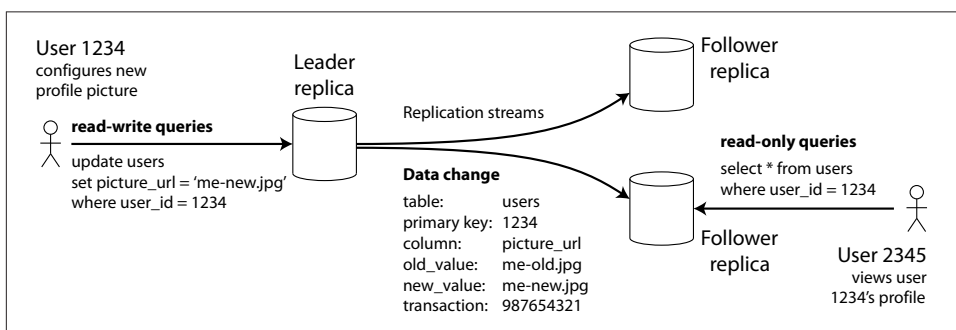 User 1234
configures new
profile picture
read-write queries
update users
set picture_url = ‘me-new.jpg’
where user_id = 1234
Leader
replica
Replication streams
Data change
table: users
primary key: 1234
column: picture_url
old_value: me-old.jpg
new_value: me-new.jpg
transaction: 987654321
Follower
replica
read-only queries
select * from users
where user_id = 1234
Follower
replica
User 2345
views user
1234’s profile